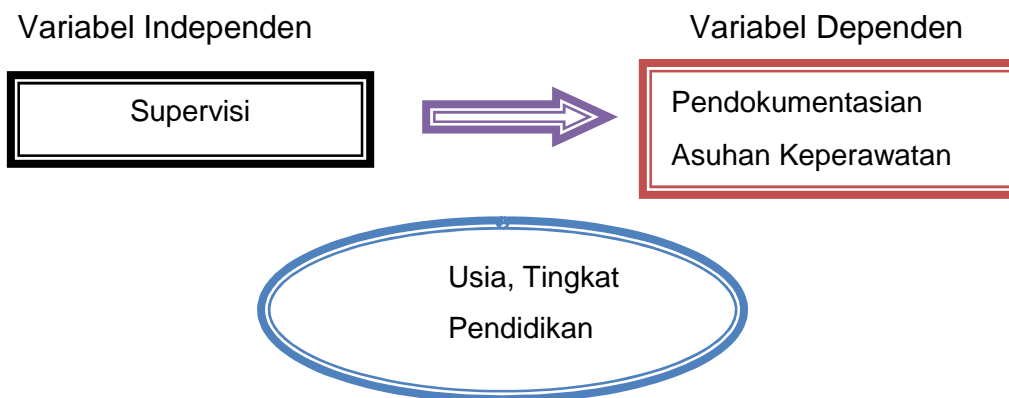 Variabel Independen
Variabel Dependen
Supervisi
Pendokumentasian
Asuhan Keperawatan
Usia, Tingkat
Pendidikan